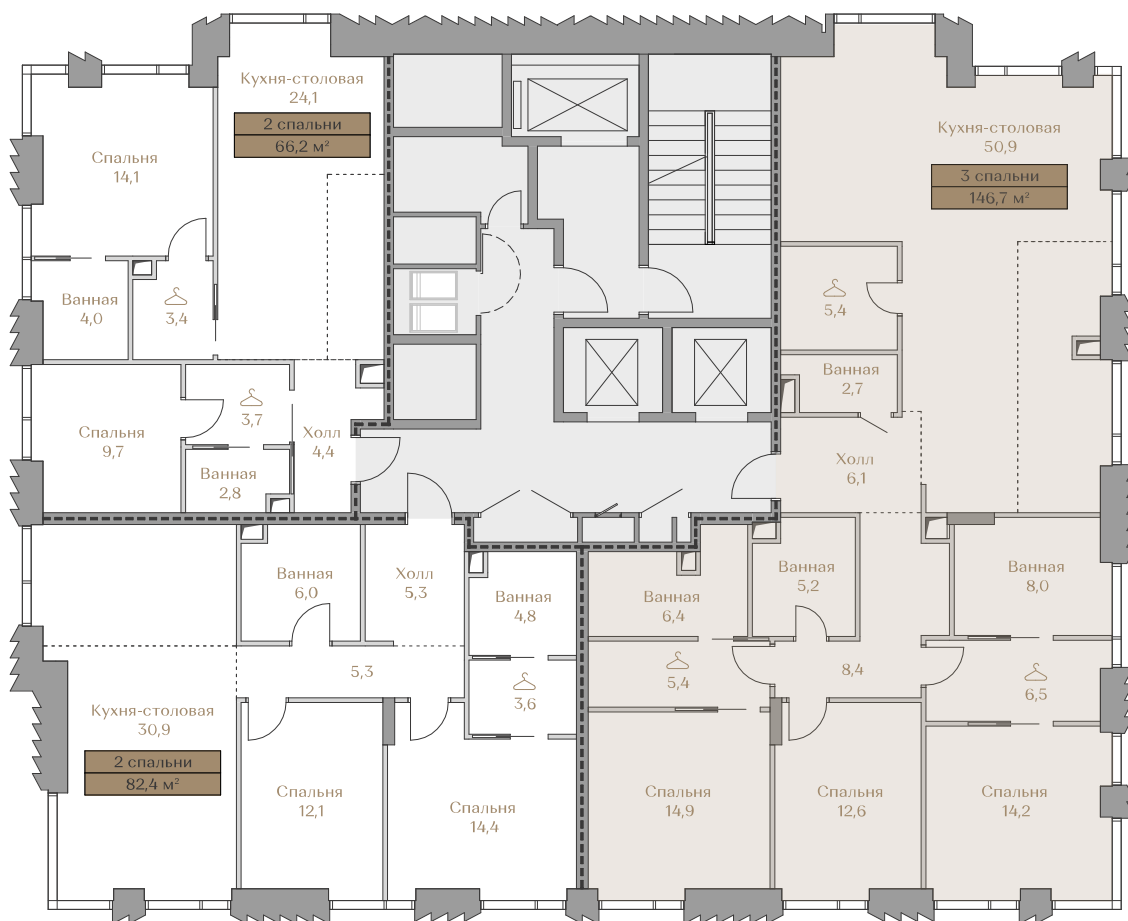 Кухня-столовая
24,1
2 спальни
66,2 м²
Спальня
14,1
Ванная
4,0
3,4
Спальня
9,7
3,7
Ванная
2,8
Холл
4,4
Кухня-столовая
50,9
3 спальни
146,7 м²
5,4
Ванная
2,7
Холл
6,1
Ванная
6,0
Холл
5,3
Ванная
4,8
5,3
3,6
Кухня-столовая
30,9
2 спальни
82,4 м²
Спальня
12,1
Спальня
14,4
Ванная
6,4
Ванная
5,2
Ванная
8,0
5,4
8,4
6,5
Спальня
14,9
Спальня
12,6
Спальня
14,2